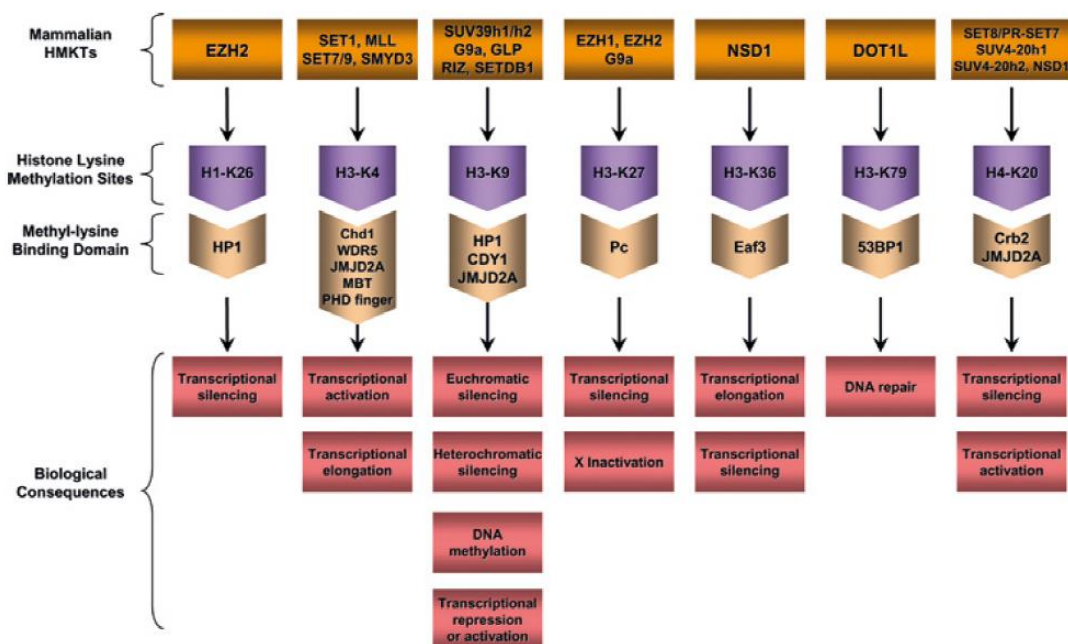 Mammalian
HMKTs
EZH2
SET1, MLL
SET7/9, SMYD3
SUV39h1/h2
G9a, GLP
RIZ, SETDB1
EZH1, EZH2
G9a
NSD1
DOT1L
SET8/PR-SET7
SUV4-20h1
SUV4-20h2, NSD1
Histone Lysine
Methylation Sites
H1-K26
H3-K4
H3-K9
H3-K27
H3-K36
H3-K79
H4-K20
Methyl-lysine
Binding Domain
HP1
Chd1
WDR5
JMJD2A
MBT
PHD finger
HP1
CDY1
JMJD2A
Pc
Eaf3
53BP1
Crb2
JMJD2A
Biological
Consequences
Transcriptional
silencing
Transcriptional
activation
Euchromatic
silencing
Transcriptional
silencing
Transcriptional
elongation
DNA repair
Transcriptional
silencing
Transcriptional
elongation
Heterochromatic
silencing
X Inactivation
Transcriptional
silencing
Transcriptional
activation
DNA
methylation
Transcriptional
repression
or activation